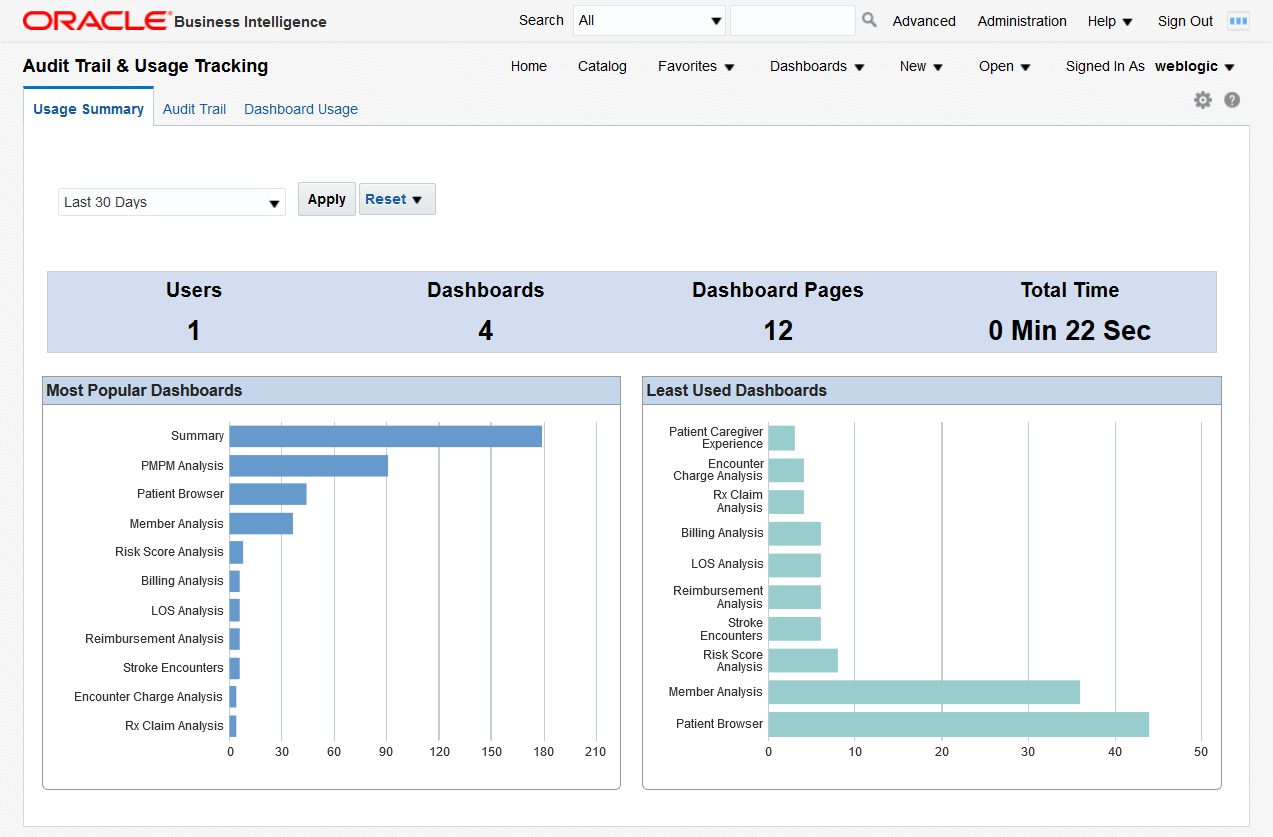 ORACLE® Business Intelligence
Search All Advanced Administration Help Sign Out
Audit Trail & Usage Tracking
Home Catalog Favorites Dashboards New Open Signed In As weblogic
Usage Summary Audit Trail Dashboard Usage
Last 30 Days Apply Reset
Users Dashboards Dashboard Pages Total Time
1 4 12 0 Min 22 Sec
Most Popular Dashboards
Summary
PMPM Analysis
Patient Browser
Member Analysis
Risk Score Analysis
Billing Analysis
LOS Analysis
Reimbursement Analysis
Stroke Encounters
Encounter Charge Analysis
Rx Claim Analysis
0 30 60 90 120 150 180 210
Least Used Dashboards
Patient Caregiver
Experience
Encounter
Charge Analysis
Rx Claim
Analysis
Billing Analysis
LOS Analysis
Reimbursement
Analysis
Stroke
Encounters
Risk Score
Analysis
Member Analysis
Patient Browser
0 10 20 30 40 50